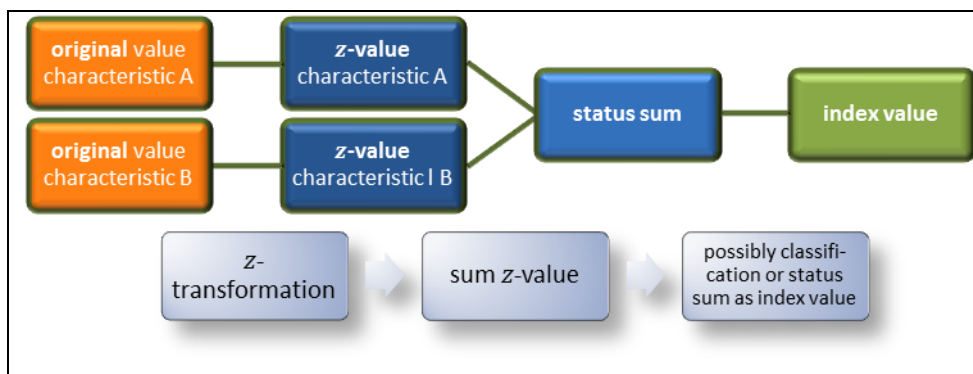 original value
characteristic A
z-value
characteristic A
original value
characteristic B
z-value
characteristic l B
status sum
index value
z-
transformation
sum z-value
possibly classifi-
cation or status
sum as index value